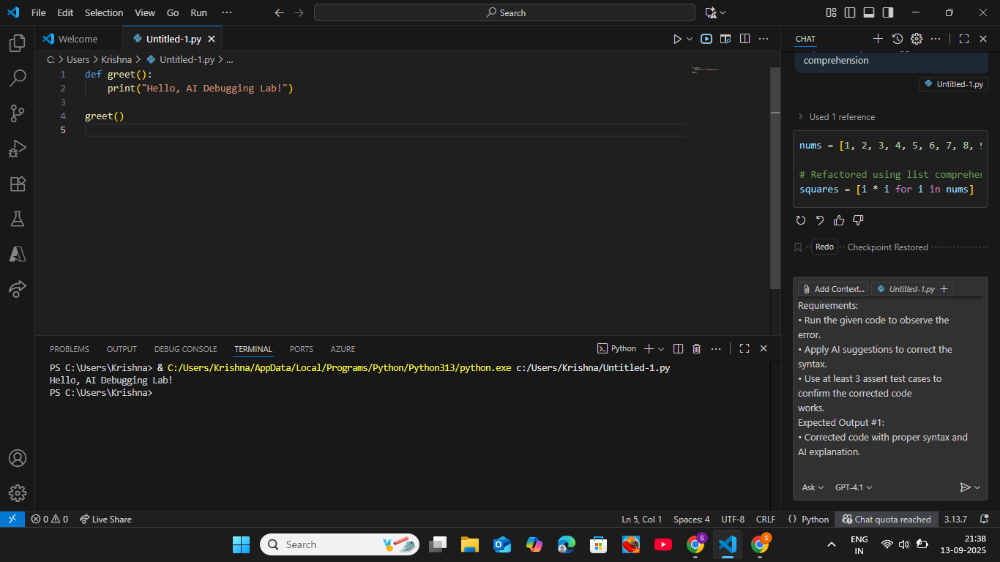 File Edit Selection View Go Run ···
Search
Welcome
Untitled-1.py
CHAT
C: > Users > Krishna > Untitled-1.py > ...
1 def greet():
2     print("Hello, AI Debugging Lab!")
3
4 greet()
5
comprehension
Untitled-1.py
> Used 1 reference
nums = [1, 2, 3, 4, 5, 6, 7, 8, 9
# Refactored using list comprehen
squares = [i * i for i in nums]
Redo Checkpoint Restored
Add Context... Untitled-1.py +
Requirements:
• Run the given code to observe the
error.
• Apply AI suggestions to correct the
syntax.
• Use at least 3 assert test cases to
confirm the corrected code
works.
Expected Output #1:
• Corrected code with proper syntax and
AI explanation.
Ask GPT-4.1
PROBLEMS OUTPUT DEBUG CONSOLE TERMINAL PORTS AZURE
Python
PS C:\Users\Krishna> & C:/Users/Krishna/AppData/Local/Programs/Python/Python313/python.exe c:/Users/Krishna/Untitled-1.py
Hello, AI Debugging Lab!
PS C:\Users\Krishna>
0 0 Live Share
Ln 5, Col 1 Spaces: 4 UTF-8 CRLF {} Python Chat quota reached 3.13.7
Search
S
S
ENG
IN
21:38
13-09-2025